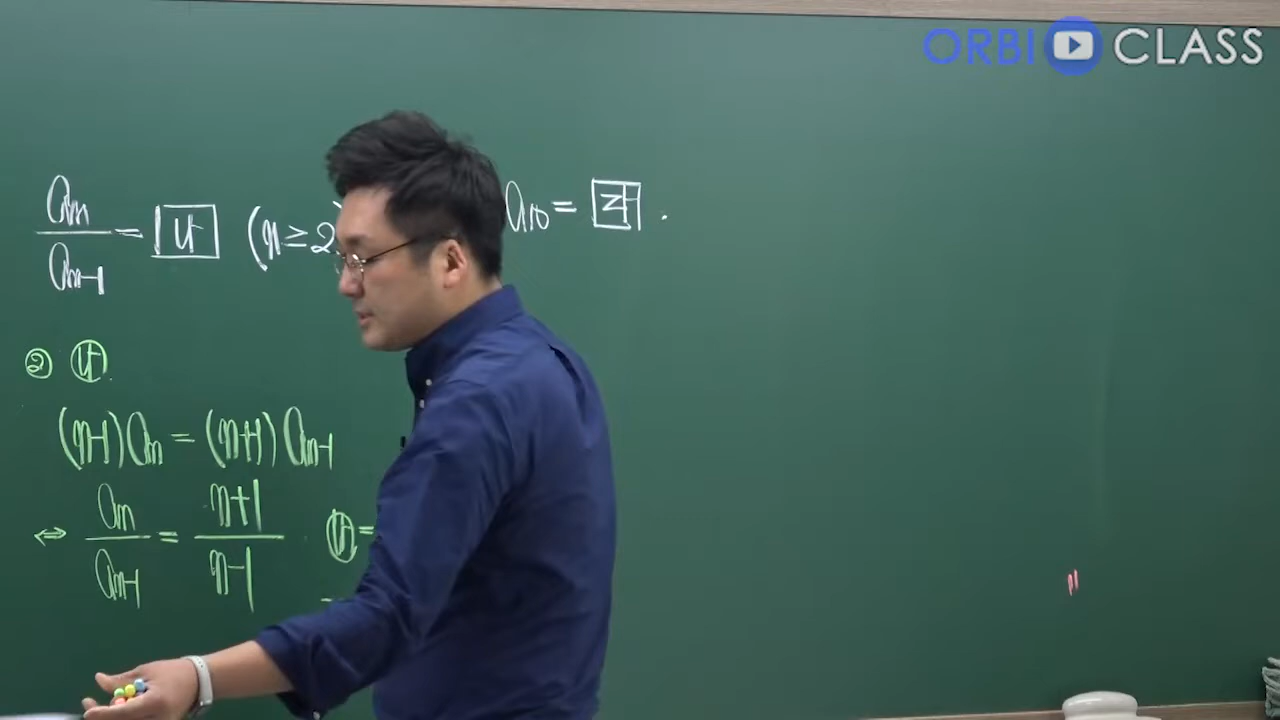 ORBI CLASS
aₙ/aₙ₋₁ = 나 (n≥2) a₁₀ = 다 .
② 나.
(n-1)aₙ = (n+1)aₙ₋₁
⇔ aₙ/aₙ₋₁ = n+1/n-1 . 나=